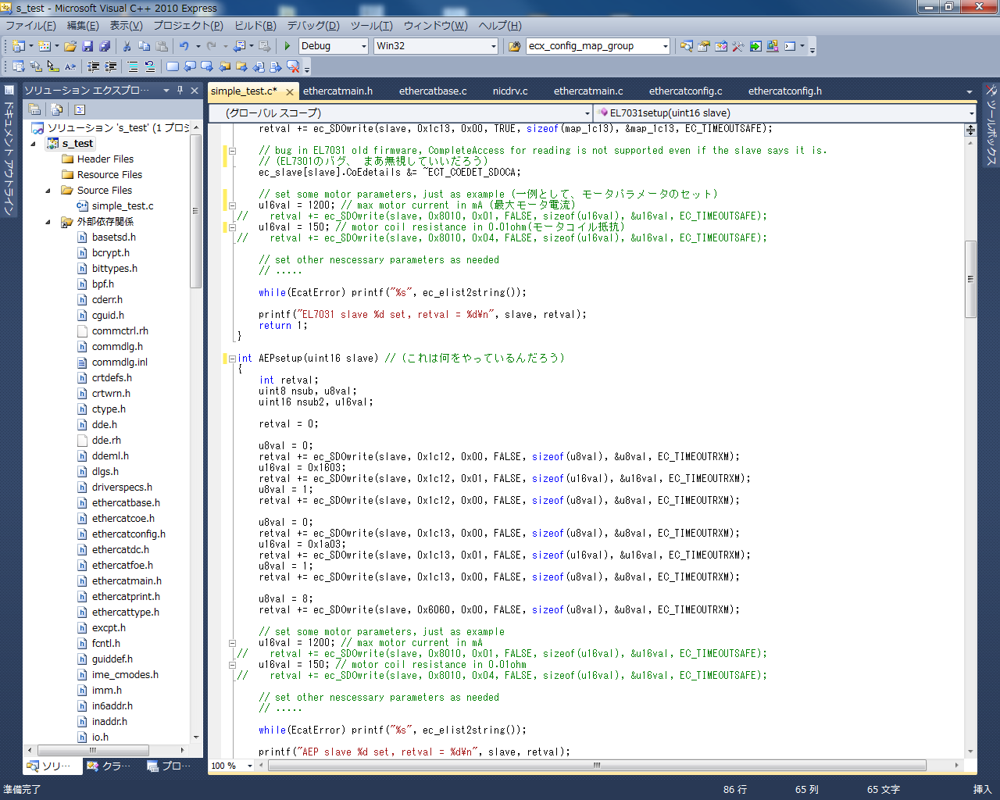 s_test - Microsoft Visual C++ 2010 Express
ファイル(F) 編集(E) 表示(V) プロジェクト(P) ビルド(B) デバッグ(D) ツール(T) ウィンドウ(W) ヘルプ(H)
Debug Win32 ecx_config_map_group
ドキュメント アウトライン
ソリューション エクスプロ…
ソリューション 's_test' (1 プロジ
s_test
Header Files
Resource Files
Source Files
simple_test.c
外部依存関係
basetsd.h
bcrypt.h
bittypes.h
bpf.h
cderr.h
cguid.h
commctrl.rh
commdlg.h
commdlg.inl
crtdefs.h
crtwrn.h
ctype.h
dde.h
dde.rh
ddeml.h
dlgs.h
driverspecs.h
ethercatbase.h
ethercatcoe.h
ethercatconfig.h
ethercatdc.h
ethercatfoe.h
ethercatmain.h
ethercatprint.h
ethercattype.h
excpt.h
fcntl.h
guiddef.h
ime_cmodes.h
imm.h
in6addr.h
inaddr.h
io.h
ソリ… クラ… プロ…
simple_test.c* ethercatmain.h ethercatbase.c nicdrv.c ethercatmain.c ethercatconfig.c ethercatconfig.h
(グローバル スコープ) EL7031setup(uint16 slave)
retval += ec_SDOwrite(slave, 0x1c13, 0x00, TRUE, sizeof(map_1c13), &map_1c13, EC_TIMEOUTSAFE);
// bug in EL7031 old firmware, CompleteAccess for reading is not supported even if the slave says it is.
// (EL7301のバグ、 まあ無視していいだろう)
ec_slave[slave].CoEdetails &= ~ECT_COEDET_SDOCA;
// set some motor parameters, just as example (一例として、モータパラメータのセット)
u16val = 1200; // max motor current in mA (最大モータ電流)
// retval += ec_SDOwrite(slave, 0x8010, 0x01, FALSE, sizeof(u16val), &u16val, EC_TIMEOUTSAFE);
u16val = 150; // motor coil resistance in 0.01ohm(モータコイル抵抗)
// retval += ec_SDOwrite(slave, 0x8010, 0x04, FALSE, sizeof(u16val), &u16val, EC_TIMEOUTSAFE);
// set other nescessary parameters as needed
// .....
while(EcatError) printf("%s", ec_elist2string());
printf("EL7031 slave %d set, retval = %d¥n", slave, retval);
return 1;
}
int AEPsetup(uint16 slave) // (これは何をやっているんだろう)
{
int retval;
uint8 nsub, u8val;
uint16 nsub2, u16val;
retval = 0;
u8val = 0;
retval += ec_SDOwrite(slave, 0x1c12, 0x00, FALSE, sizeof(u8val), &u8val, EC_TIMEOUTRXM);
u16val = 0x1603;
retval += ec_SDOwrite(slave, 0x1c12, 0x01, FALSE, sizeof(u16val), &u16val, EC_TIMEOUTRXM);
u8val = 1;
retval += ec_SDOwrite(slave, 0x1c12, 0x00, FALSE, sizeof(u8val), &u8val, EC_TIMEOUTRXM);
u8val = 0;
retval += ec_SDOwrite(slave, 0x1c13, 0x00, FALSE, sizeof(u8val), &u8val, EC_TIMEOUTRXM);
u16val = 0x1a03;
retval += ec_SDOwrite(slave, 0x1c13, 0x01, FALSE, sizeof(u16val), &u16val, EC_TIMEOUTRXM);
u8val = 1;
retval += ec_SDOwrite(slave, 0x1c13, 0x00, FALSE, sizeof(u8val), &u8val, EC_TIMEOUTRXM);
u8val = 8;
retval += ec_SDOwrite(slave, 0x6060, 0x00, FALSE, sizeof(u8val), &u8val, EC_TIMEOUTRXM);
// set some motor parameters, just as example
u16val = 1200; // max motor current in mA
// retval += ec_SDOwrite(slave, 0x8010, 0x01, FALSE, sizeof(u16val), &u16val, EC_TIMEOUTSAFE);
u16val = 150; // motor coil resistance in 0.01ohm
// retval += ec_SDOwrite(slave, 0x8010, 0x04, FALSE, sizeof(u16val), &u16val, EC_TIMEOUTSAFE);
// set other nescessary parameters as needed
// .....
while(EcatError) printf("%s", ec_elist2string());
printf("AEP slave %d set, retval = %d¥n", slave, retval);
100 %
ツールボックス
準備完了 86 行 65 列 65 文字 挿入